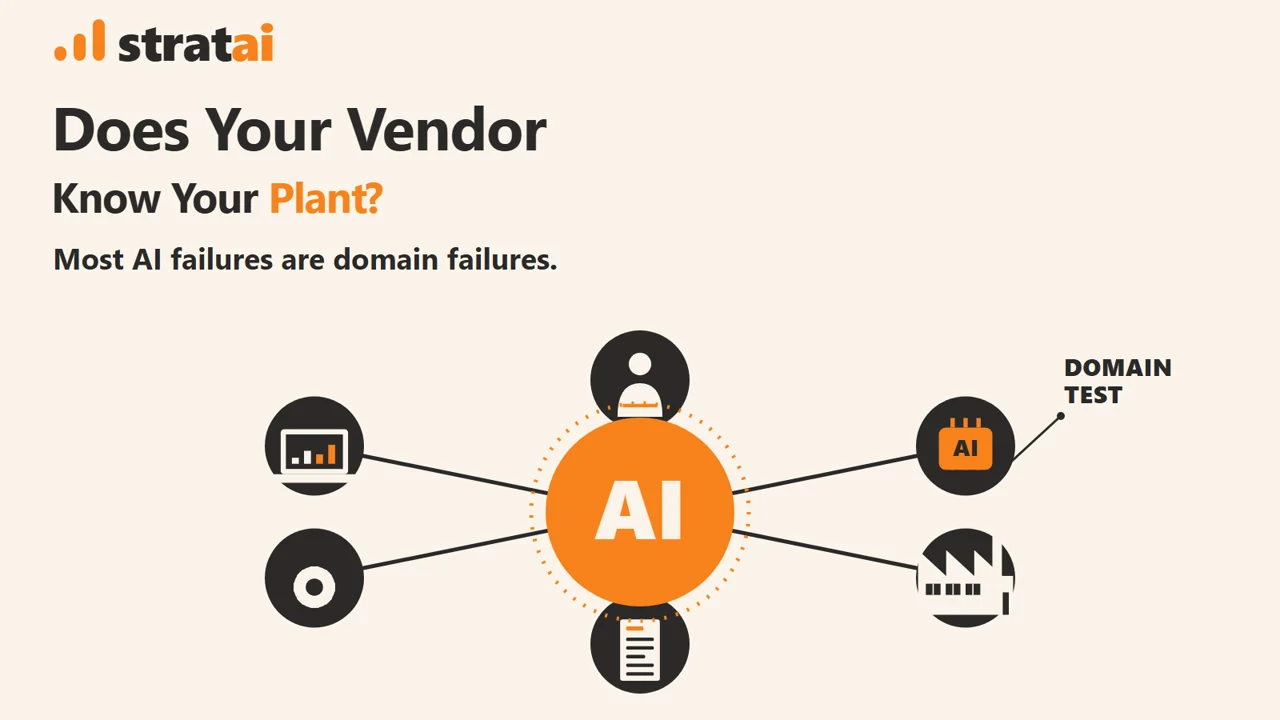 stratai
Does Your Vendor
Know Your Plant?
Most AI failures are domain failures.
DOMAIN
TEST
AI
AI